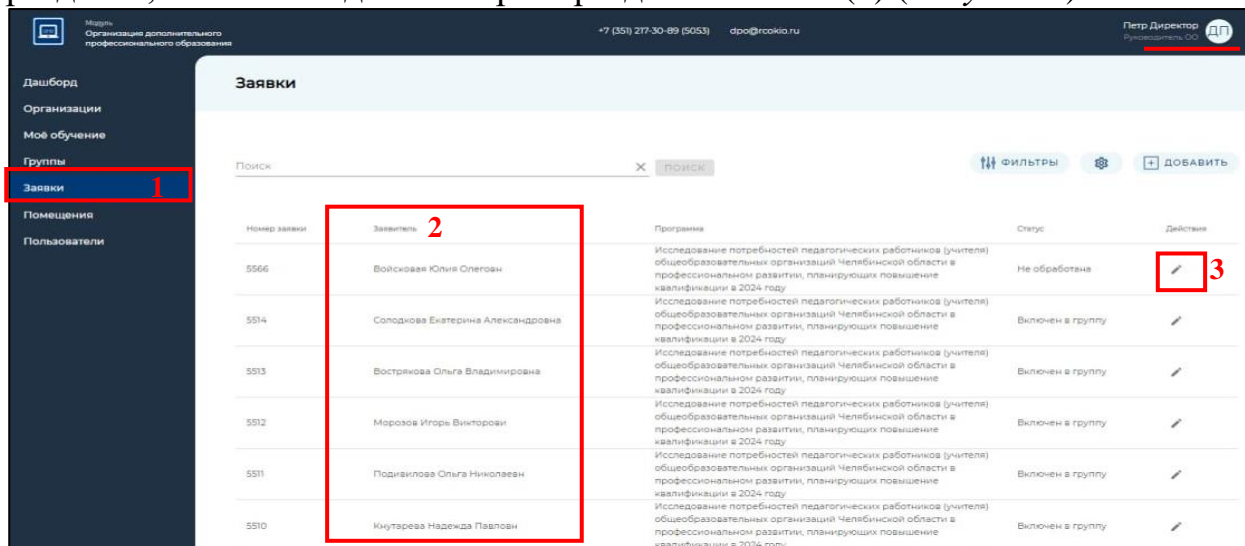 Модуль
Организация дополнительного
профессионального образования
+7 (351) 217-30-89 (5053) dpo@rcokio.ru
Петр Директор
Руководитель ОО
ДП
Дашборд
Организации
Моё обучение
Группы
Заявки 1
Помещения
Пользователи
Заявки
Поиск ПОИСК ФИЛЬТРЫ ДОБАВИТЬ
Номер заявки Заявитель 2 Программа Статус Действия
Исследование потребностей педагогических работников (учителя)
общеобразовательных организаций Челябинской области в
5566 Войсковая Юлия Олегови Не обработана 3
профессиональном развитии, планирующих повышение
квалификации в 2024 году
Исследование потребностей педагогических работников (учителя)
общеобразовательных организаций Челябинской области в
5514 Солодкова Екатерина Александровна Включен в группу
профессиональном развитии, планирующих повышение
квалификации в 2024 году
Исследование потребностей педагогических работников (учителя)
общеобразовательных организаций Челябинской области в
5513 Вострякова Ольга Владимировна Включен в группу
профессиональном развитии, планирующих повышение
квалификации в 2024 году
Исследование потребностей педагогических работников (учителя)
общеобразовательных организаций Челябинской области в
5512 Морозов Игорь Викторови Включен в группу
профессиональном развитии, планирующих повышение
квалификации в 2024 году
Исследование потребностей педагогических работников (учителя)
общеобразовательных организаций Челябинской области в
5511 Подивилова Ольга Николаевн Включен в группу
профессиональном развитии, планирующих повышение
квалификации в 2024 году
Исследование потребностей педагогических работников (учителя)
общеобразовательных организаций Челябинской области в
5510 Кнутарева Надежда Павловн Включен в группу
профессиональном развитии, планирующих повышение
квалификации в 2024 году